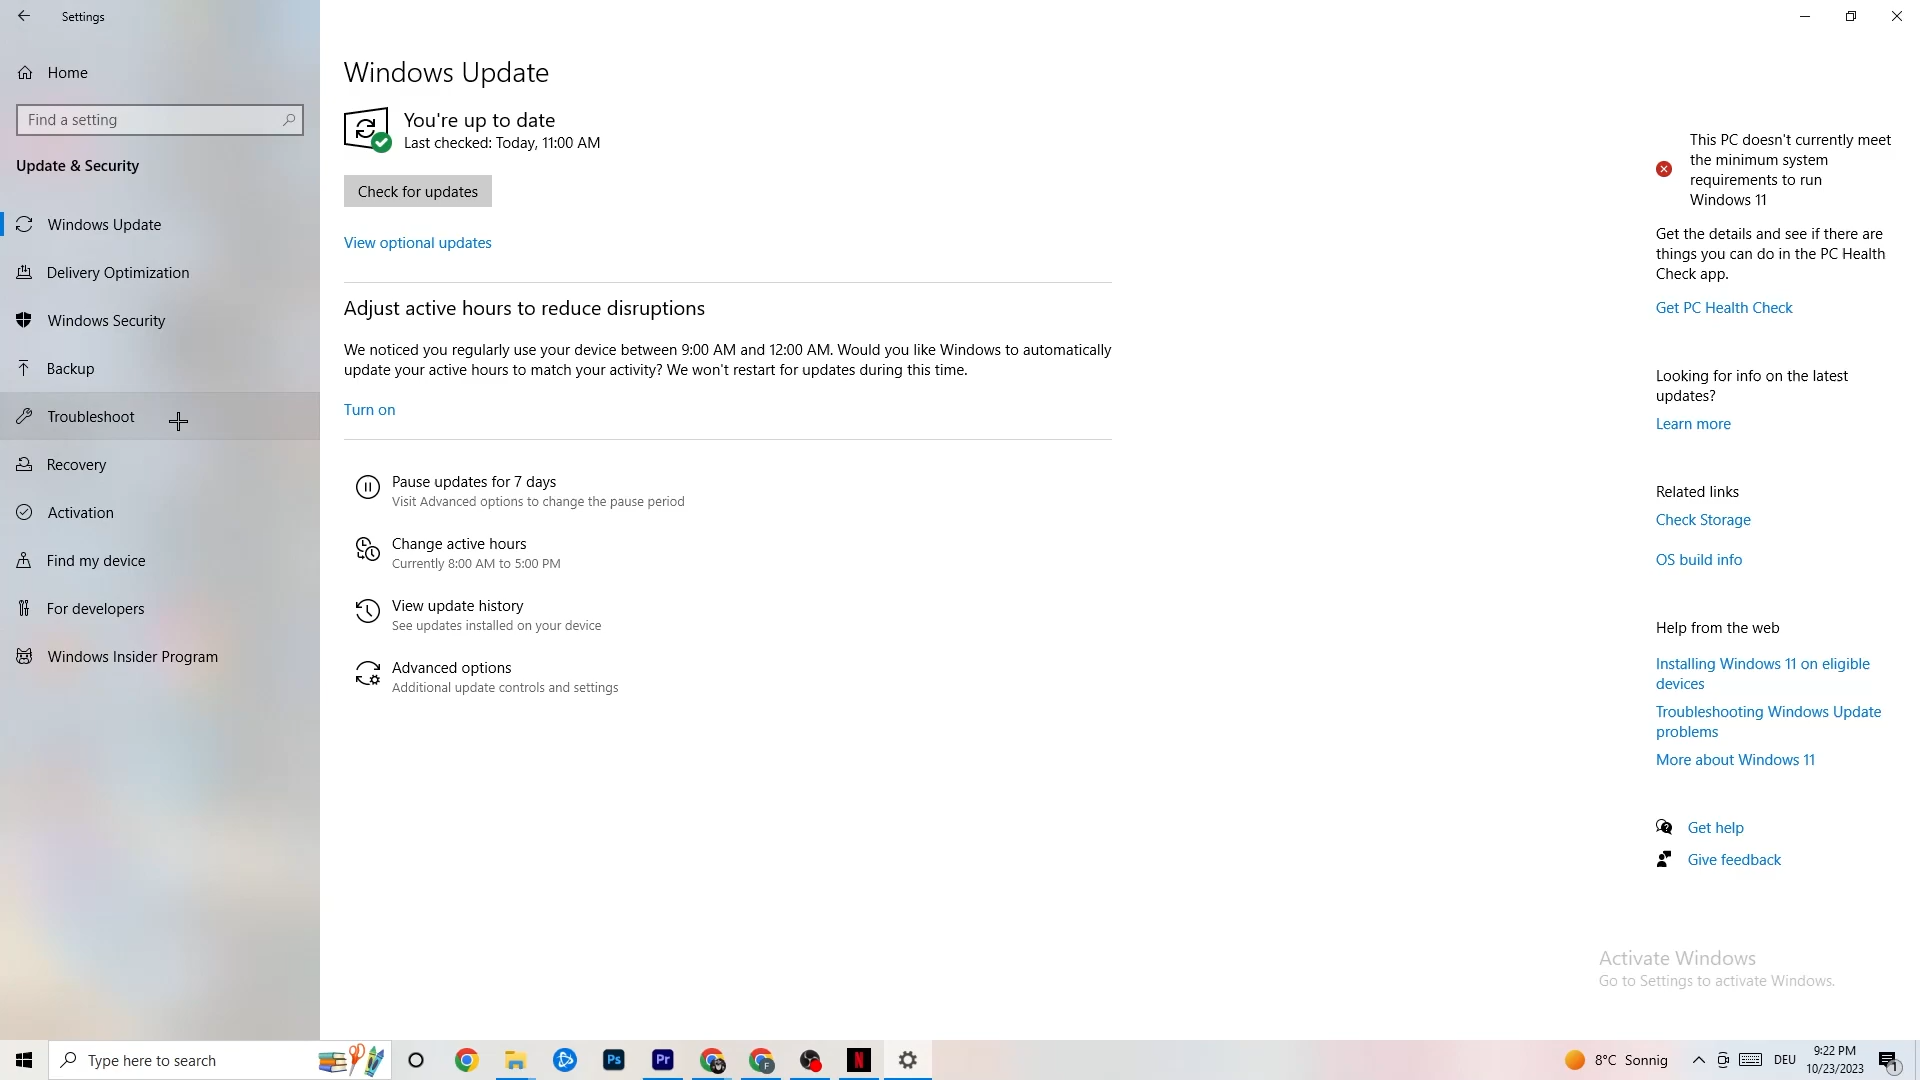 Settings
Home
Find a setting
Update & Security
Windows Update
Delivery Optimization
Windows Security
Backup
Troubleshoot
Recovery
Activation
Find my device
For developers
Windows Insider Program
Windows Update
You're up to date
Last checked: Today, 11:00 AM
Check for updates
View optional updates
Adjust active hours to reduce disruptions
We noticed you regularly use your device between 9:00 AM and 12:00 AM. Would you like Windows to automatically
update your active hours to match your activity? We won't restart for updates during this time.
Turn on
Pause updates for 7 days
Visit Advanced options to change the pause period
Change active hours
Currently 8:00 AM to 5:00 PM
View update history
See updates installed on your device
Advanced options
Additional update controls and settings
This PC doesn't currently meet
the minimum system
requirements to run
Windows 11
Get the details and see if there are
things you can do in the PC Health
Check app.
Get PC Health Check
Looking for info on the latest
updates?
Learn more
Related links
Check Storage
OS build info
Help from the web
Installing Windows 11 on eligible
devices
Troubleshooting Windows Update
problems
More about Windows 11
Get help
Give feedback
Activate Windows
Go to Settings to activate Windows.
Type here to search
Ps
Pr
F
N
8°C Sonnig
DEU
9:22 PM
10/23/2023
1